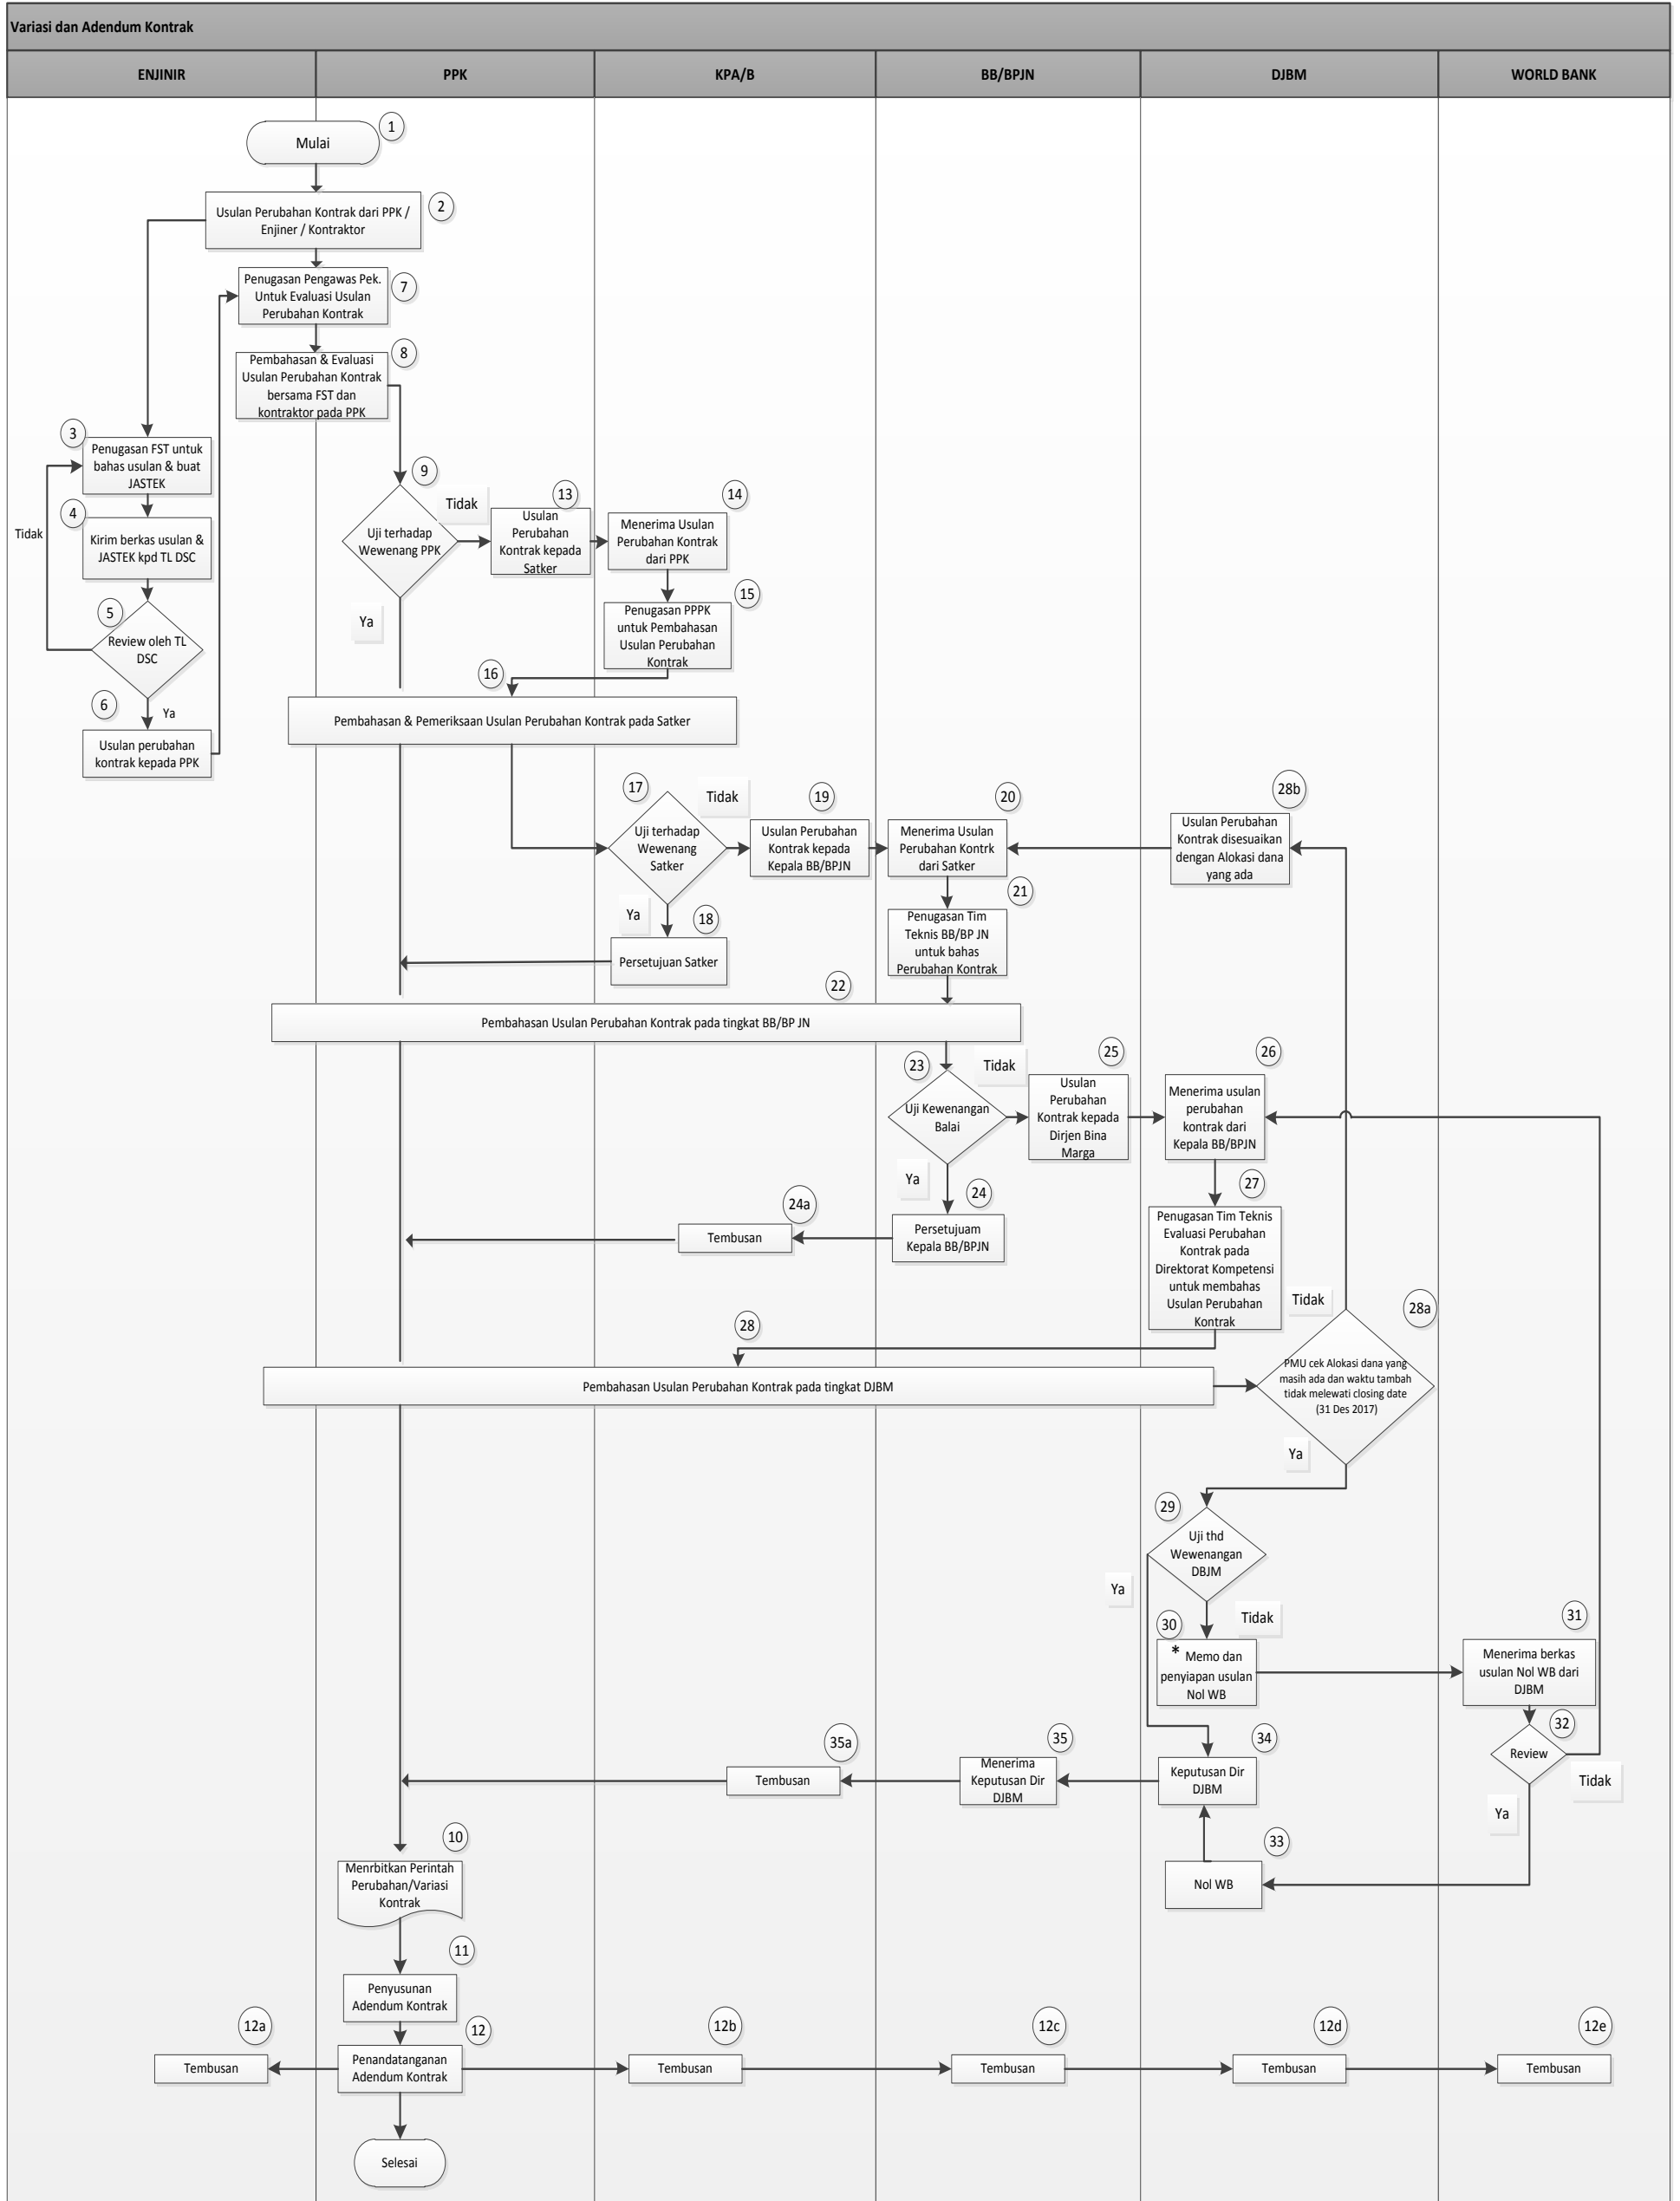 Variasi dan Adendum Kontrak
ENJINIR
PPK
KPA/B
BB/BPJN
DJBM
WORLD BANK
Mulai
1
Usulan Perubahan Kontrak dari PPK /
Enjiner / Kontraktor
2
Penugasan Pengawas Pek.
Untuk Evaluasi Usulan
Perubahan Kontrak
7
Pembahasan & Evaluasi
Usulan Perubahan Kontrak
bersama FST dan
kontraktor pada PPK
8
3
Penugasan FST untuk
bahas usulan & buat
JASTEK
4
Kirim berkas usulan &
JASTEK kpd TL DSC
Tidak
5
Review oleh TL
DSC
6
Ya
Usulan perubahan
kontrak kepada PPK
9
Uji terhadap
Wewenang PPK
Tidak
Ya
13
Usulan
Perubahan
Kontrak kepada
Satker
14
Menerima Usulan
Perubahan Kontrak
dari PPK
15
Penugasan PPPK
untuk Pembahasan
Usulan Perubahan
Kontrak
16
Pembahasan & Pemeriksaan Usulan Perubahan Kontrak pada Satker
17
Uji terhadap
Wewenang
Satker
Tidak
Ya
18
Persetujuan Satker
19
Usulan Perubahan
Kontrak kepada
Kepala BB/BPJN
20
Menerima Usulan
Perubahan Kontrk
dari Satker
28b
Usulan Perubahan
Kontrak disesuaikan
dengan Alokasi dana
yang ada
21
Penugasan Tim
Teknis BB/BP JN
untuk bahas
Perubahan Kontrak
22
Pembahasan Usulan Perubahan Kontrak pada tingkat BB/BP JN
23
Uji Kewenangan
Balai
Tidak
Ya
25
Usulan
Perubahan
Kontrak kepada
Dirjen Bina
Marga
26
Menerima usulan
perubahan
kontrak dari
Kepala BB/BPJN
24
Persetujuam
Kepala BB/BPJN
24a
Tembusan
27
Penugasan Tim Teknis
Evaluasi Perubahan
Kontrak pada
Direktorat Kompetensi
untuk membahas
Usulan Perubahan
Kontrak
28
Pembahasan Usulan Perubahan Kontrak pada tingkat DJBM
Tidak
28a
PMU cek Alokasi dana yang
masih ada dan waktu tambah
tidak melewati closing date
(31 Des 2017)
Ya
29
Uji thd
Wewenangan
DBJM
Ya
Tidak
30
* Memo dan
penyiapan usulan
Nol WB
31
Menerima berkas
usulan Nol WB dari
DJBM
32
Review
Tidak
Ya
35a
Tembusan
35
Menerima
Keputusan Dir
DJBM
34
Keputusan Dir
DJBM
33
Nol WB
10
Menrbitkan Perintah
Perubahan/Variasi
Kontrak
11
Penyusunan
Adendum Kontrak
12a
Tembusan
12
Penandatanganan
Adendum Kontrak
12b
Tembusan
12c
Tembusan
12d
Tembusan
12e
Tembusan
Selesai